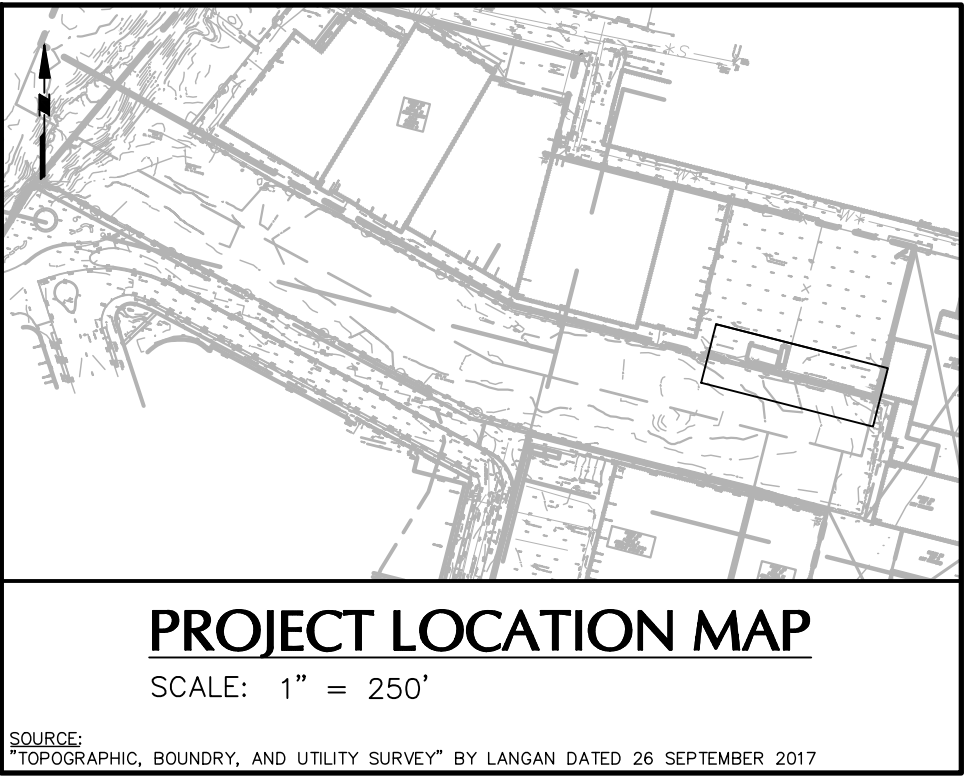 N
PROJECT LOCATION MAP
SCALE: 1" = 250'
SOURCE:
"TOPOGRAPHIC, BOUNDRY, AND UTILITY SURVEY" BY LANGAN DATED 26 SEPTEMBER 2017